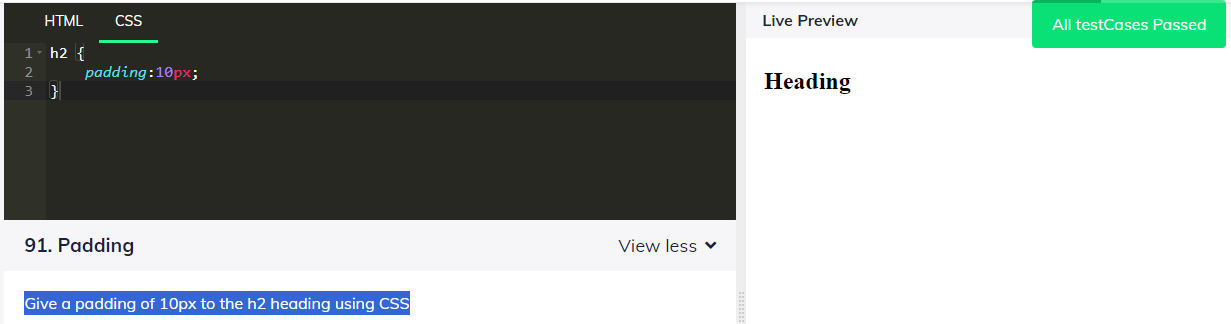 HTML CSS
1 h2 {
2 padding:10px;
3 }
91. Padding
View less
Give a padding of 10px to the h2 heading using CSS
Live Preview
All testCases Passed
Heading